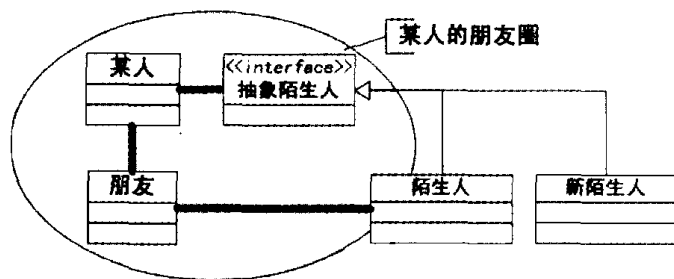 某人的朋友圈
某人
<<interface>>
抽象陌生人
朋友
陌生人
新陌生人